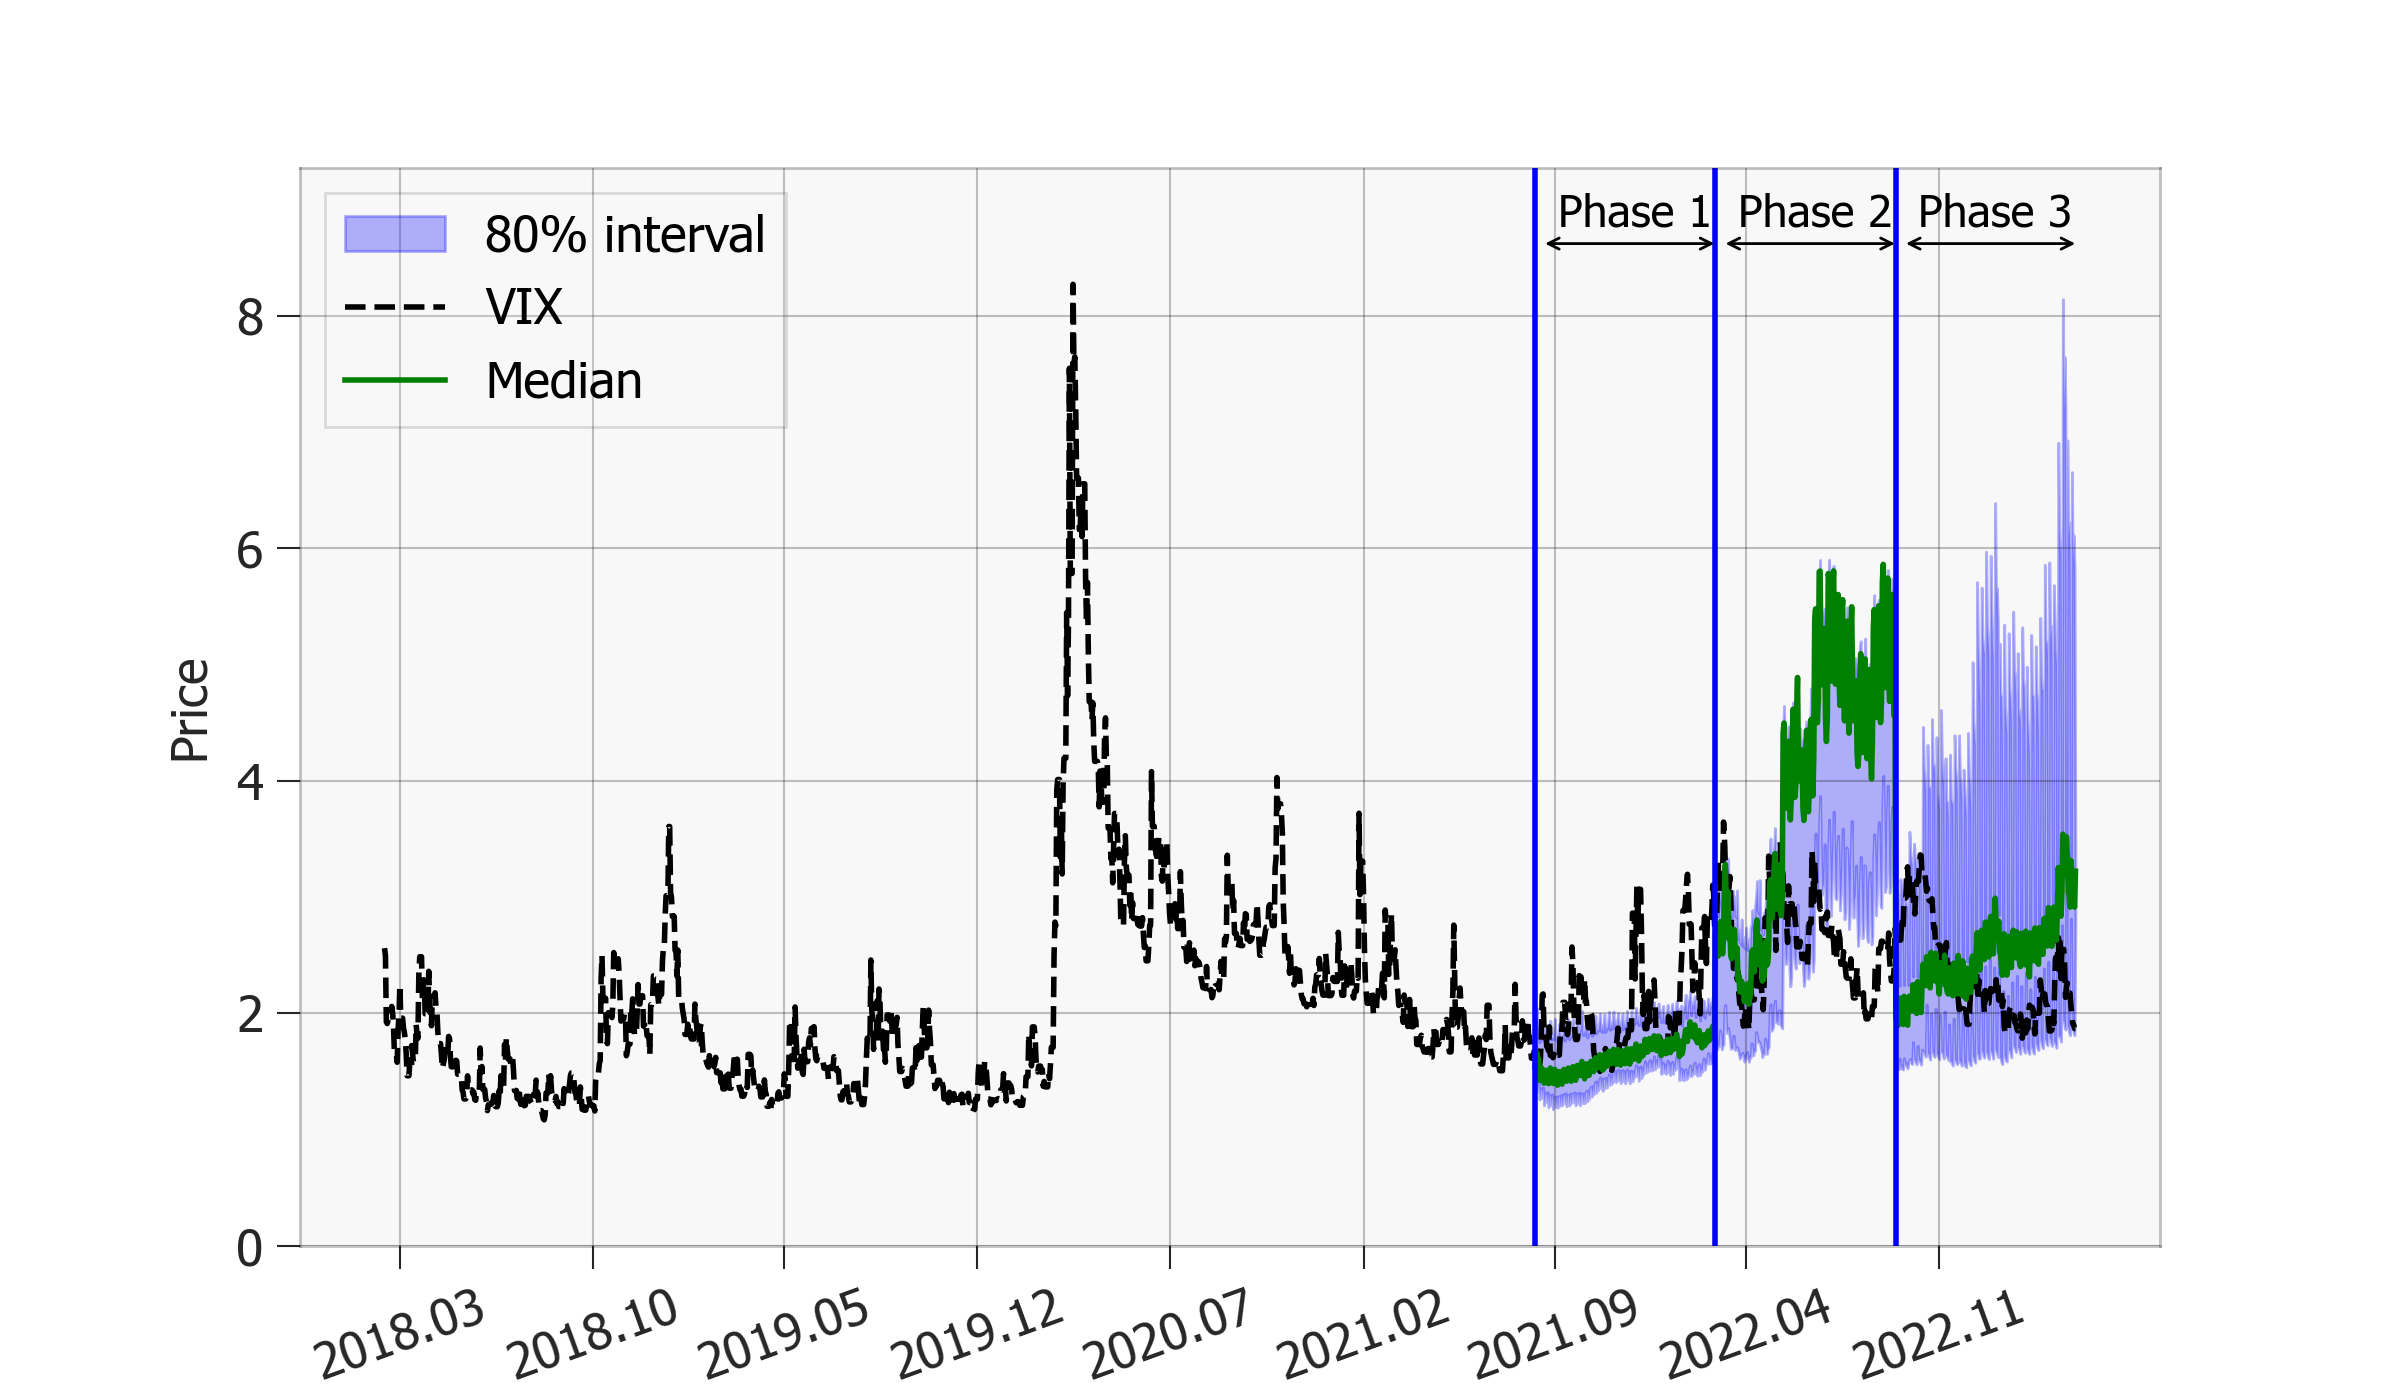 80% interval
VIX
Median
Phase 1
Phase 2
Phase 3
Price
8
6
4
2
0
2018.03
2018.10
2019.05
2019.12
2020.07
2021.02
2021.09
2022.04
2022.11